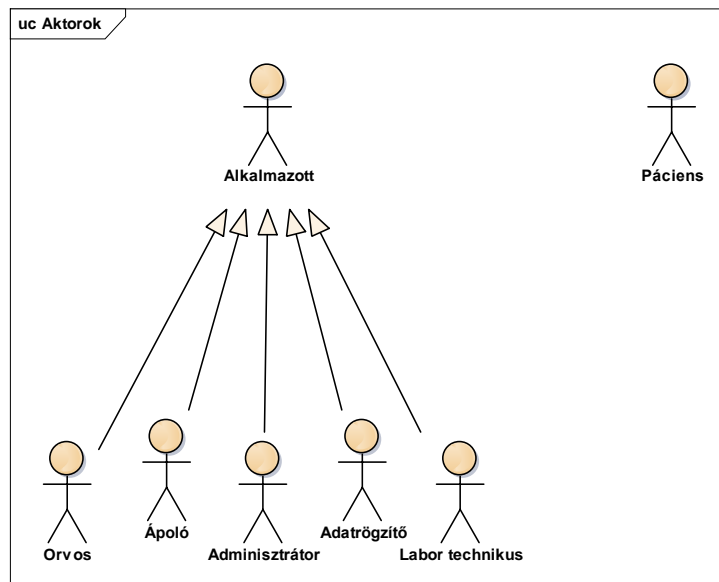 uc Aktorok
Alkalmazott
Páciens
Orvos
Ápoló
Adminisztrátor
Adatrögzítő
Labor technikus